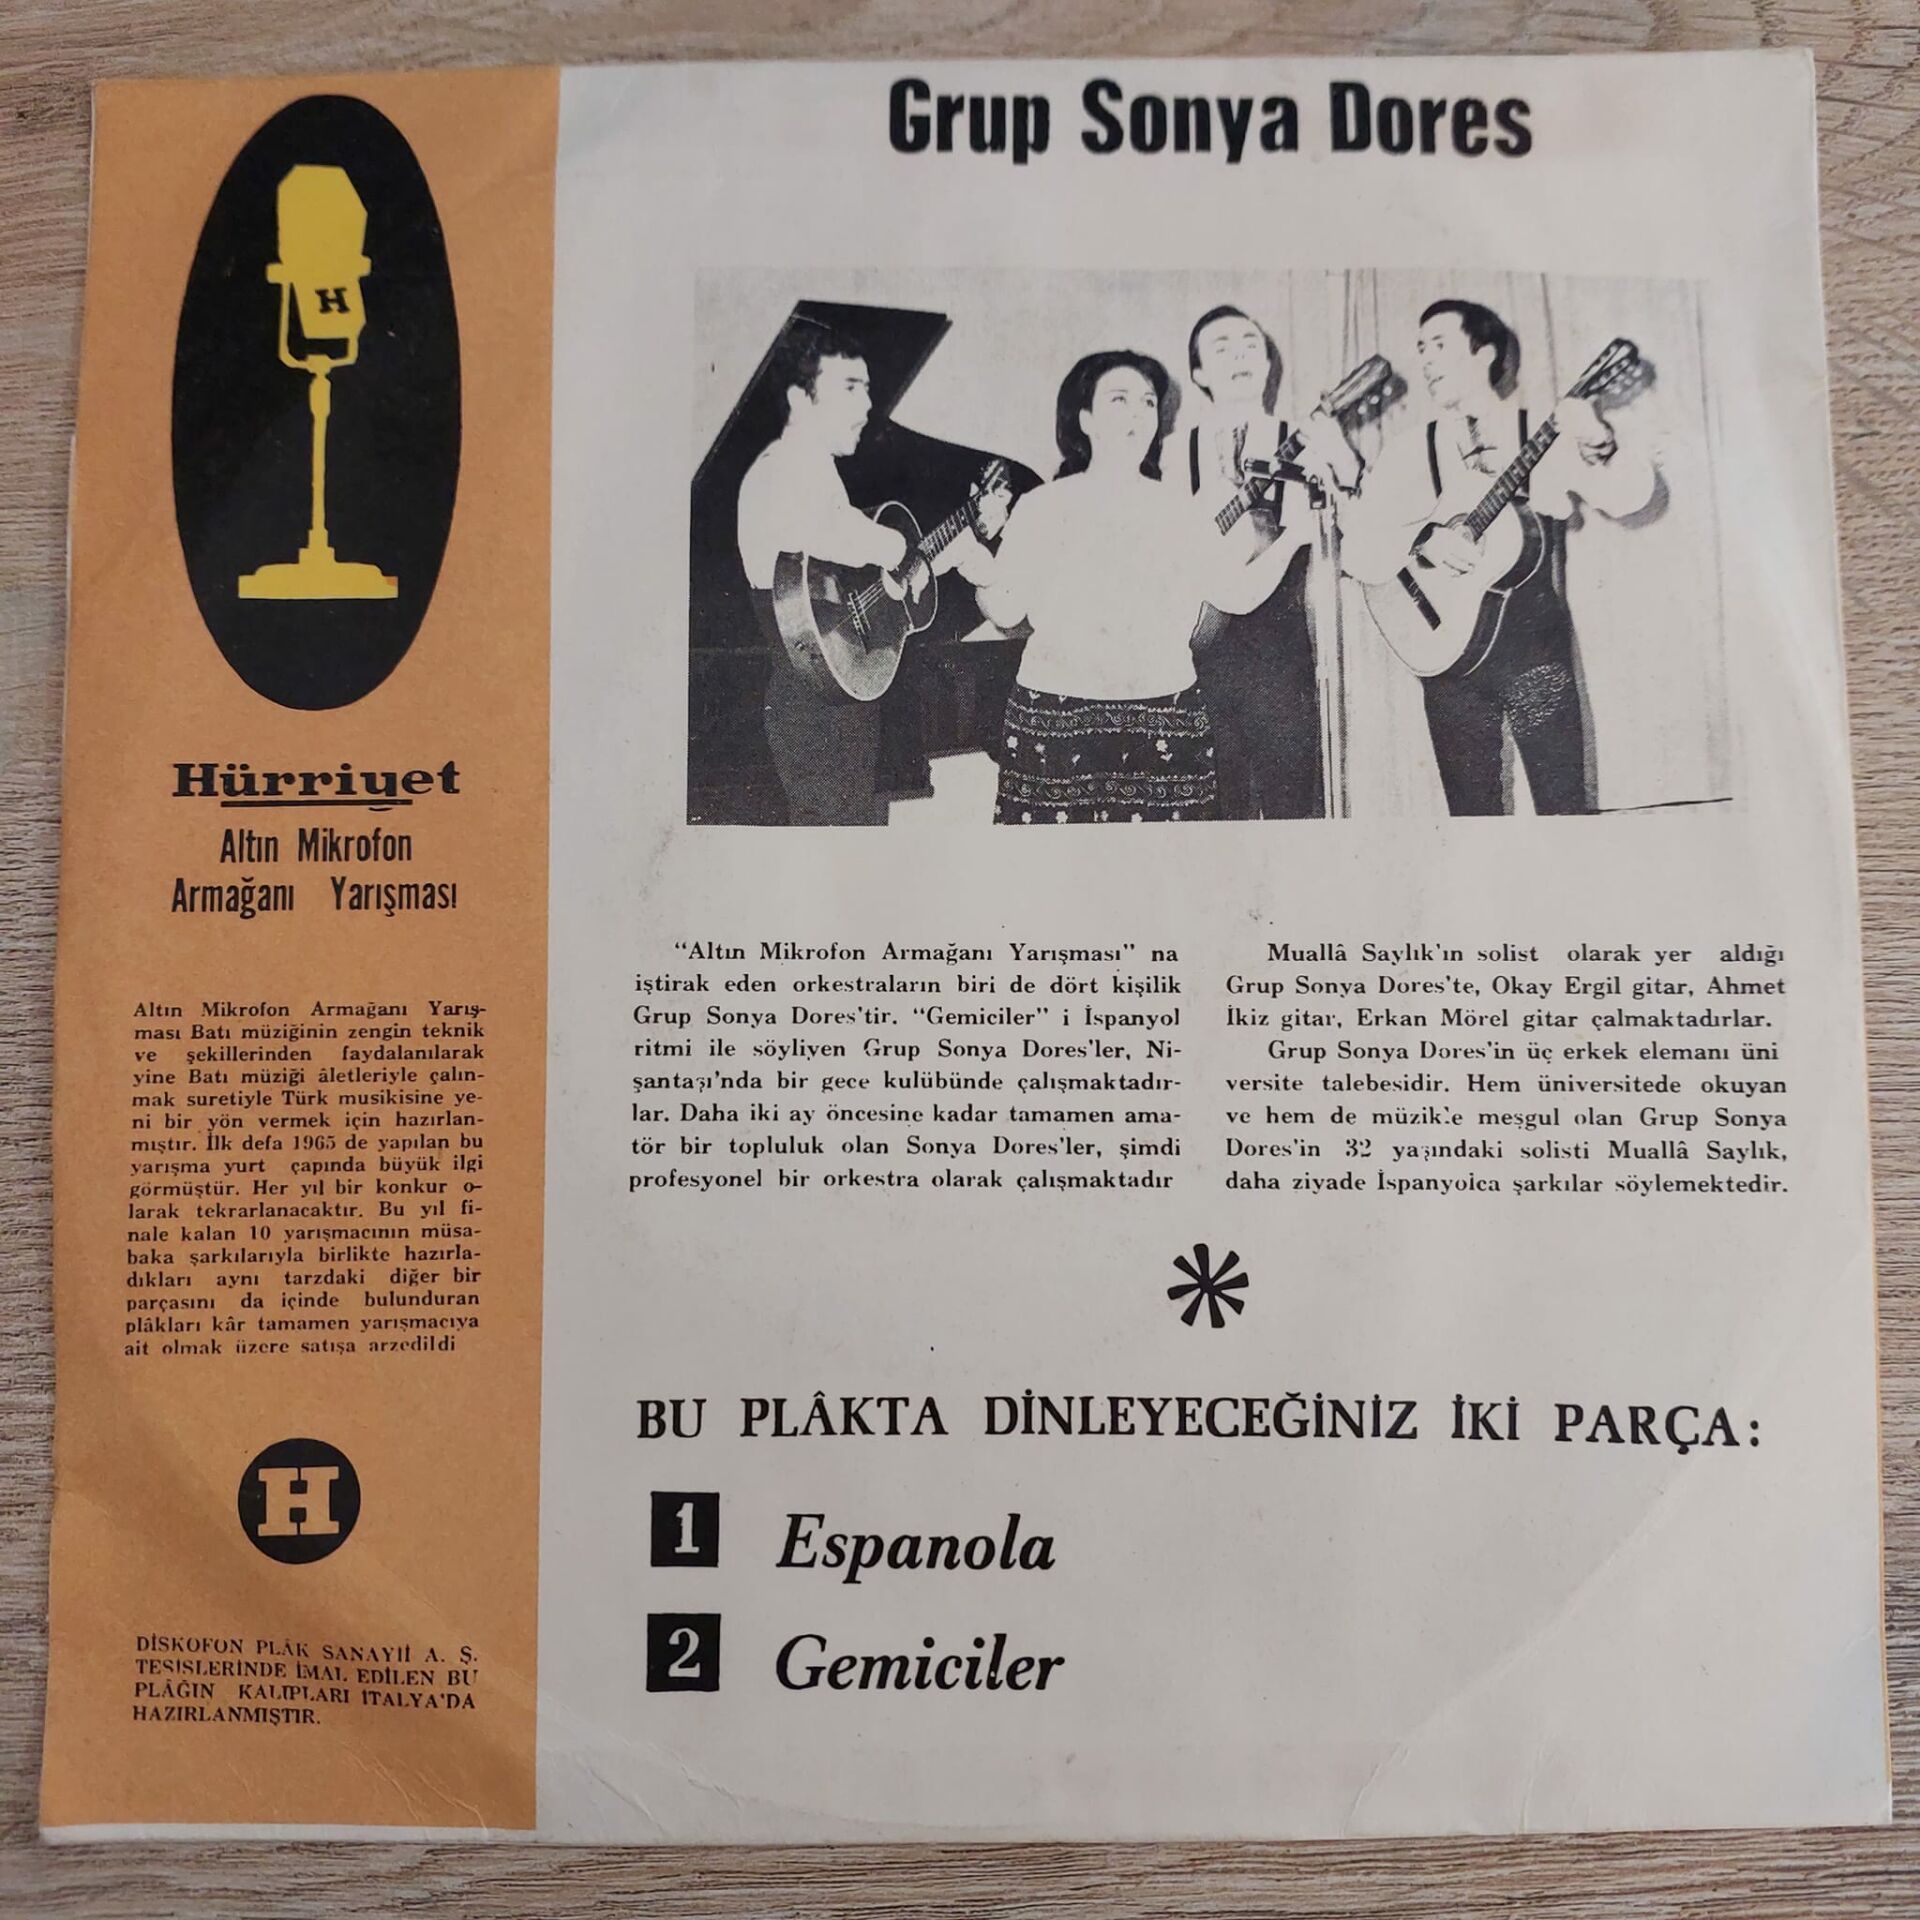 Grup Sonya Dores
H
Hürriyet
Altın Mikrofon
Armağanı Yarışması
Altın Mikrofon Armağanı Yarış-
ması Batı müziğinin zengin teknik
ve şekillerinden faydalanılarak
yine Batı müziği âletleriyle çalın-
mak suretiyle Türk musikisine ye-
ni bir yön vermek için hazırlan-
mıştır. İlk defa 1965 de yapılan bu
yarışma yurt çapında büyük ilgi
görmüştür. Her yıl bir konkur o-
larak tekrarlanacaktır. Bu yıl fi-
nale kalan 10 yarışmacının müsa-
baka şarkılarıyla birlikte hazırla-
dıkları aynı tarzdaki diğer bir
parçasını da içinde bulunduran
plâkları kâr tamamen yarışmacıya
ait olmak üzere satışa arzedildi
H
DİSKOFON PLÂK SANAYİİ A. Ş.
TESİSLERİNDE İMAL EDİLEN BU
PLÂĞIN KALIPLARI İTALYA'DA
HAZIRLANMIŞTIR.
"Altın Mikrofon Armağanı Yarışması" na
iştirak eden orkestraların biri de dört kişilik
Grup Sonya Dores'tir. "Gemiciler" i İspanyol
ritmi ile söyliyen Grup Sonya Dores'ler, Ni-
şantaşı'nda bir gece kulübünde çalışmaktadır-
lar. Daha iki ay öncesine kadar tamamen ama-
tör bir topluluk olan Sonya Dores'ler, şimdi
profesyonel bir orkestra olarak çalışmaktadır
Muallâ Saylık'ın solist olarak yer aldığı
Grup Sonya Dores'te, Okay Ergil gitar, Ahmet
İkiz gitar, Erkan Mörel gitar çalmaktadırlar.
Grup Sonya Dores'in üç erkek elemanı üni
versite talebesidir. Hem üniversitede okuyan
ve hem de müzikle meşgul olan Grup Sonya
Dores'in 32 yaşındaki solisti Muallâ Saylık,
daha ziyade İspanyolca şarkılar söylemektedir.
BU PLÂKTA DİNLEYECEĞİNİZ İKİ PARÇA:
1 Espanola
2 Gemiciler